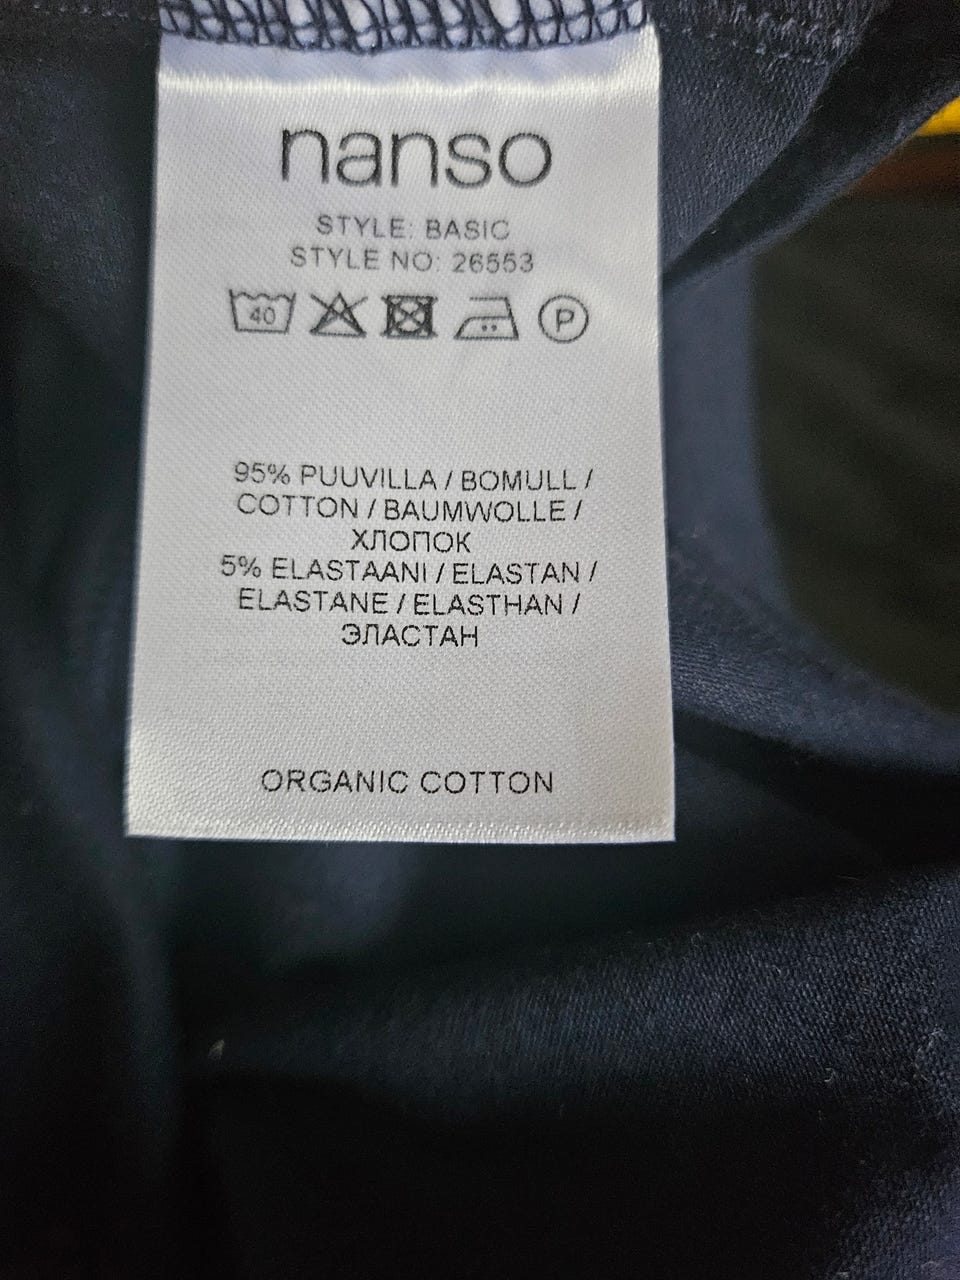 nanso
STYLE: BASIC
STYLE NO: 26553
40 P
95% PUUVILLA / BOMULL /
COTTON / BAUMWOLLE /
ХЛОПОК
5% ELASTAANI / ELASTAN /
ELASTANE / ELASTHAN /
ЭЛАСТАН
ORGANIC COTTON